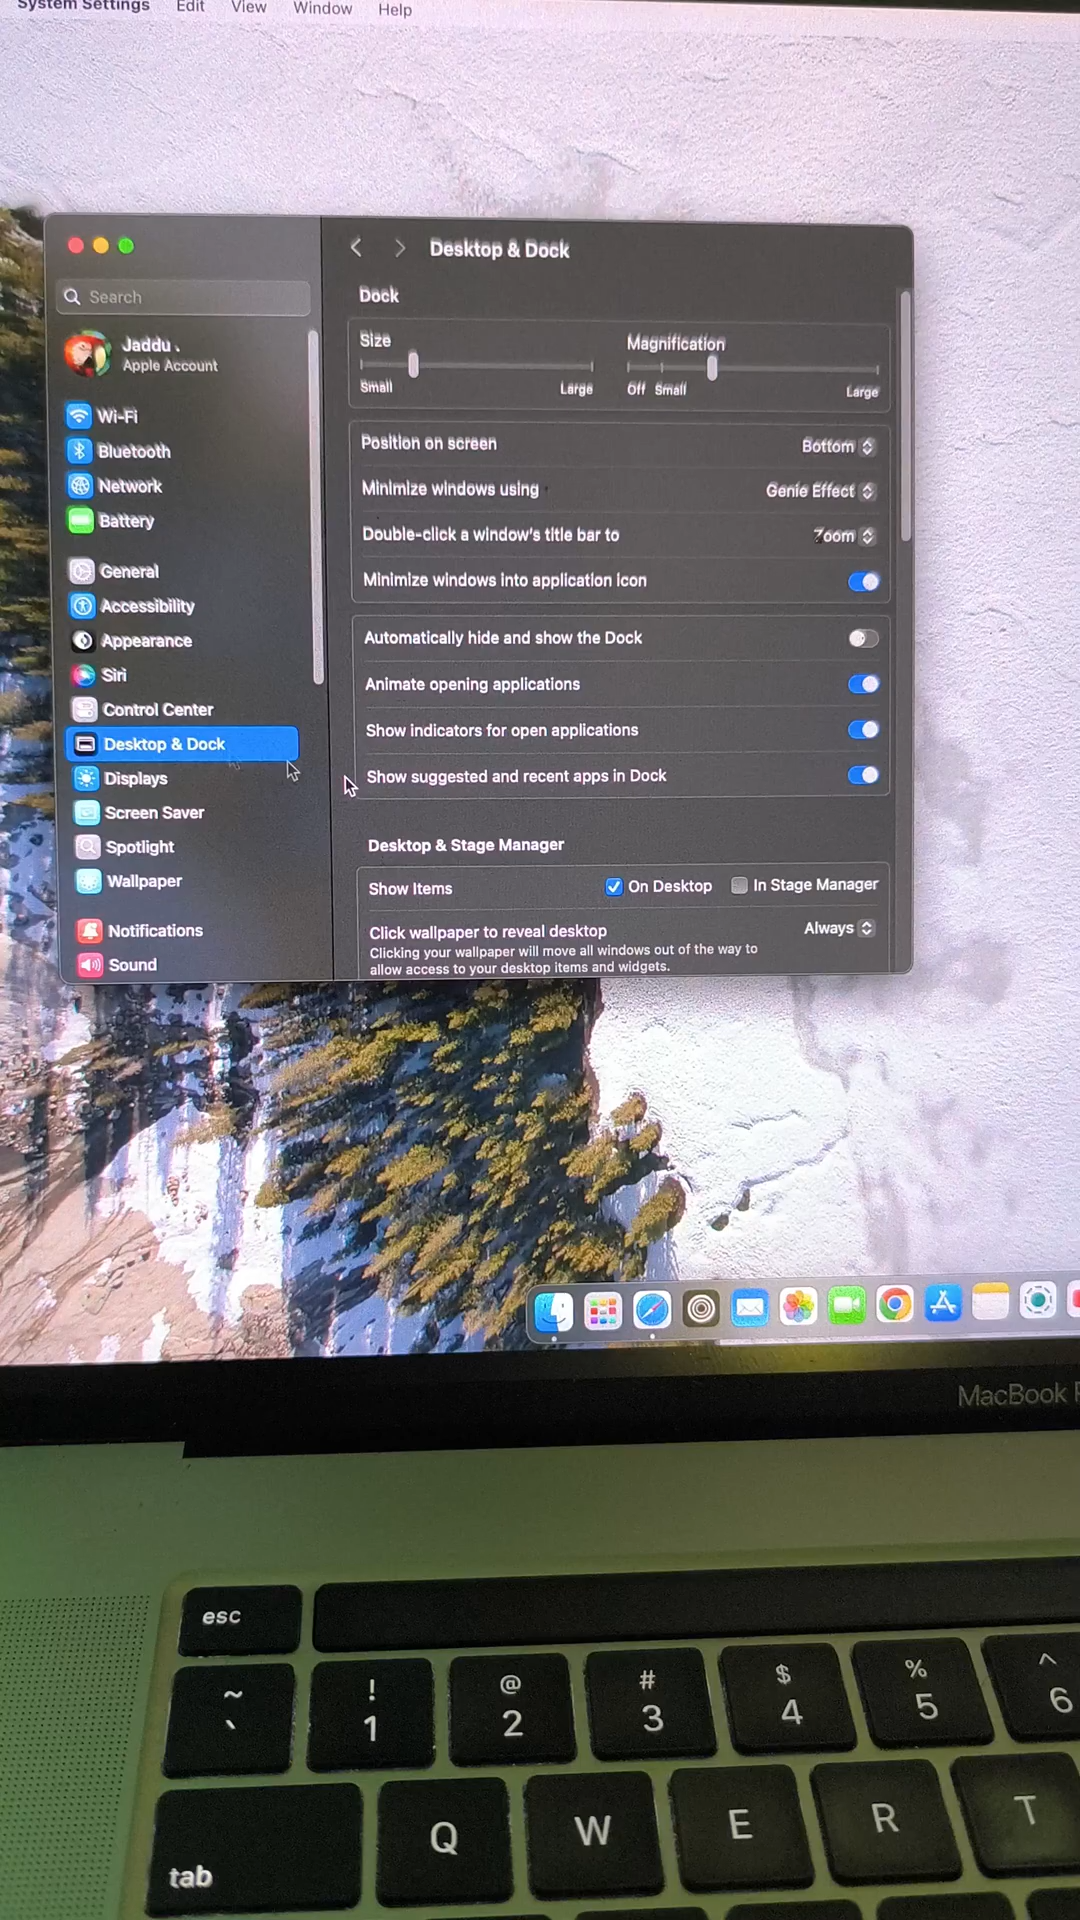 System Settings Edit View Window Help
Desktop & Dock
Search
Jaddu .
Apple Account
Wi-Fi
Bluetooth
Network
Battery
General
Accessibility
Appearance
Siri
Control Center
Desktop & Dock
Displays
Screen Saver
Spotlight
Wallpaper
Notifications
Sound
Dock
Size
Small Large
Magnification
Off Small Large
Position on screen Bottom
Minimize windows using Genie Effect
Double-click a window's title bar to Zoom
Minimize windows into application icon
Automatically hide and show the Dock
Animate opening applications
Show indicators for open applications
Show suggested and recent apps in Dock
Desktop & Stage Manager
Show Items On Desktop In Stage Manager
Click wallpaper to reveal desktop Always
Clicking your wallpaper will move all windows out of the way to
allow access to your desktop items and widgets.
MacBook
esc
~ ! @ # $ % ^
` 1 2 3 4 5 6
tab Q W E R T